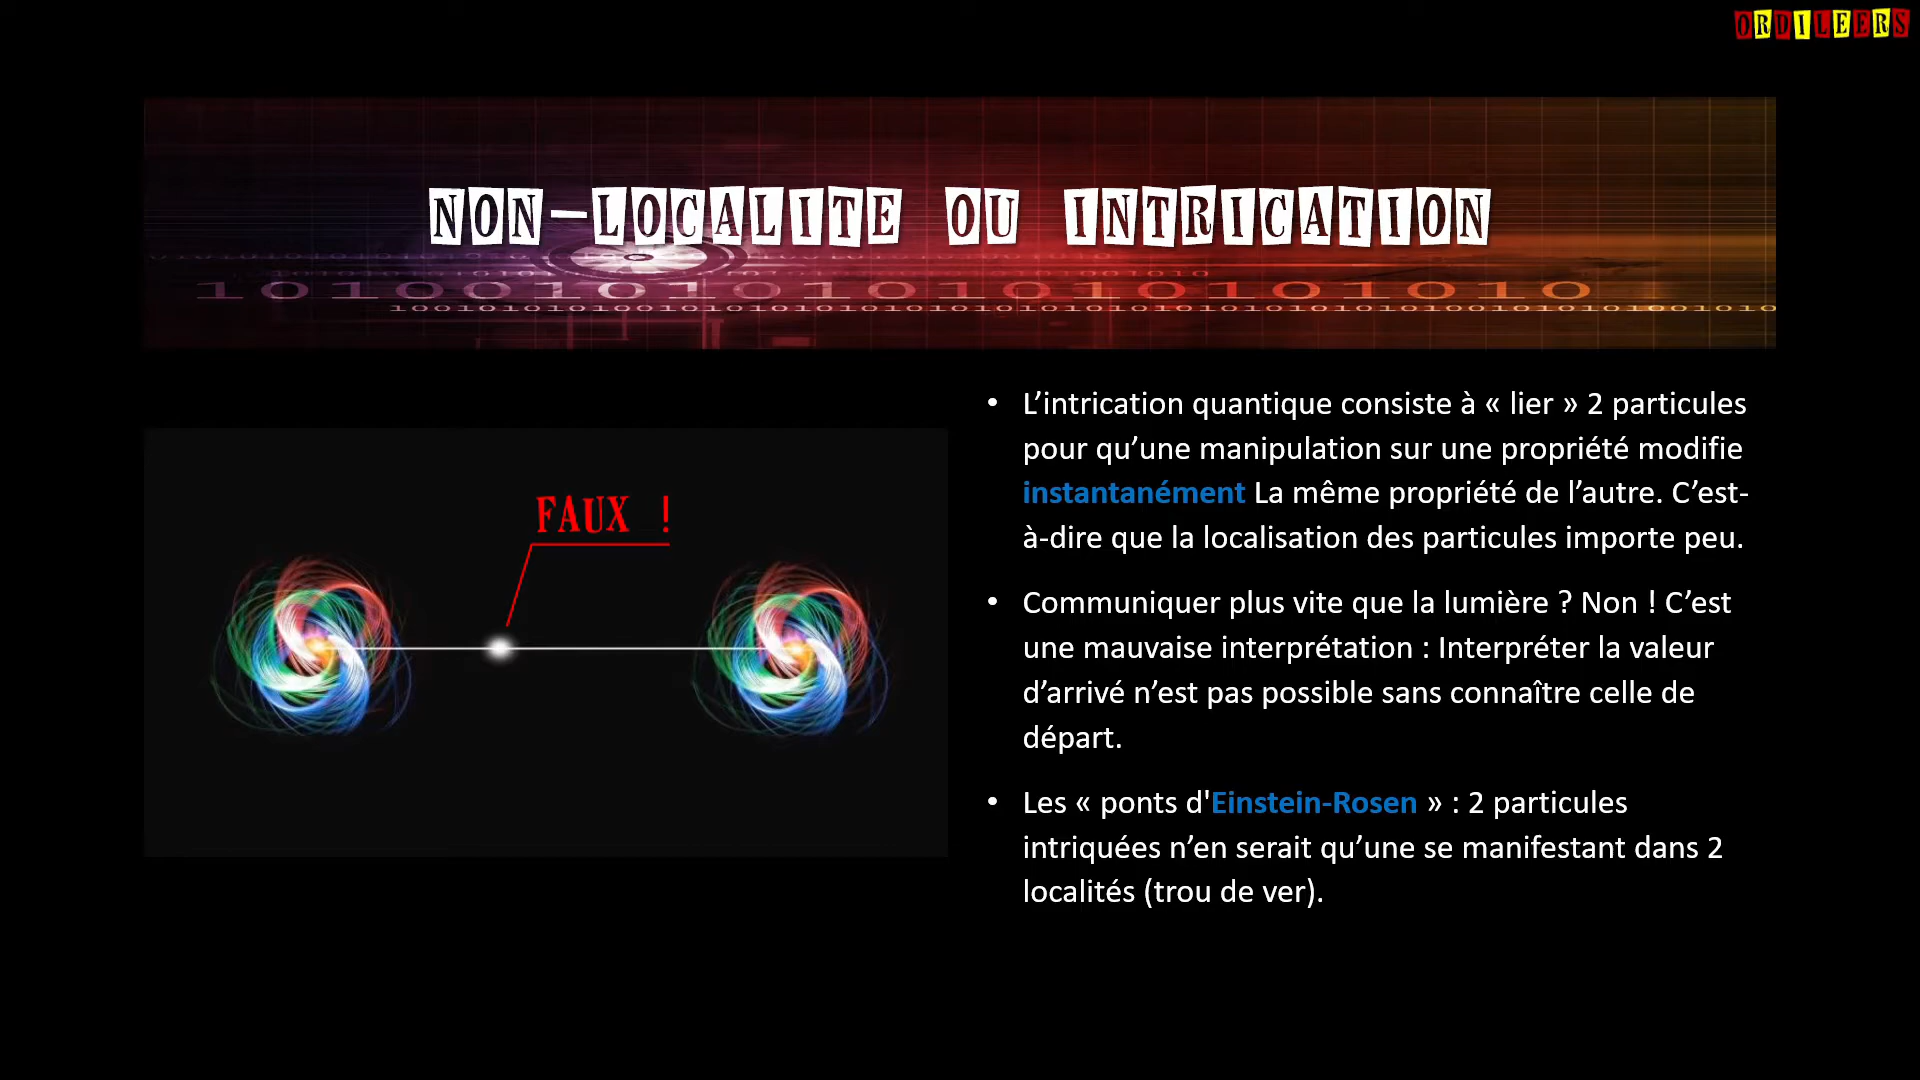 ORDILEERS
NON-LOCALITE OU INTRICATION
FAUX !
• L’intrication quantique consiste à « lier » 2 particules
pour qu’une manipulation sur une propriété modifie
instantanément La même propriété de l’autre. C’est-
à-dire que la localisation des particules importe peu.
• Communiquer plus vite que la lumière ? Non ! C’est
une mauvaise interprétation : Interpréter la valeur
d’arrivé n’est pas possible sans connaître celle de
départ.
• Les « ponts d'Einstein-Rosen » : 2 particules
intriquées n’en serait qu’une se manifestant dans 2
localités (trou de ver).